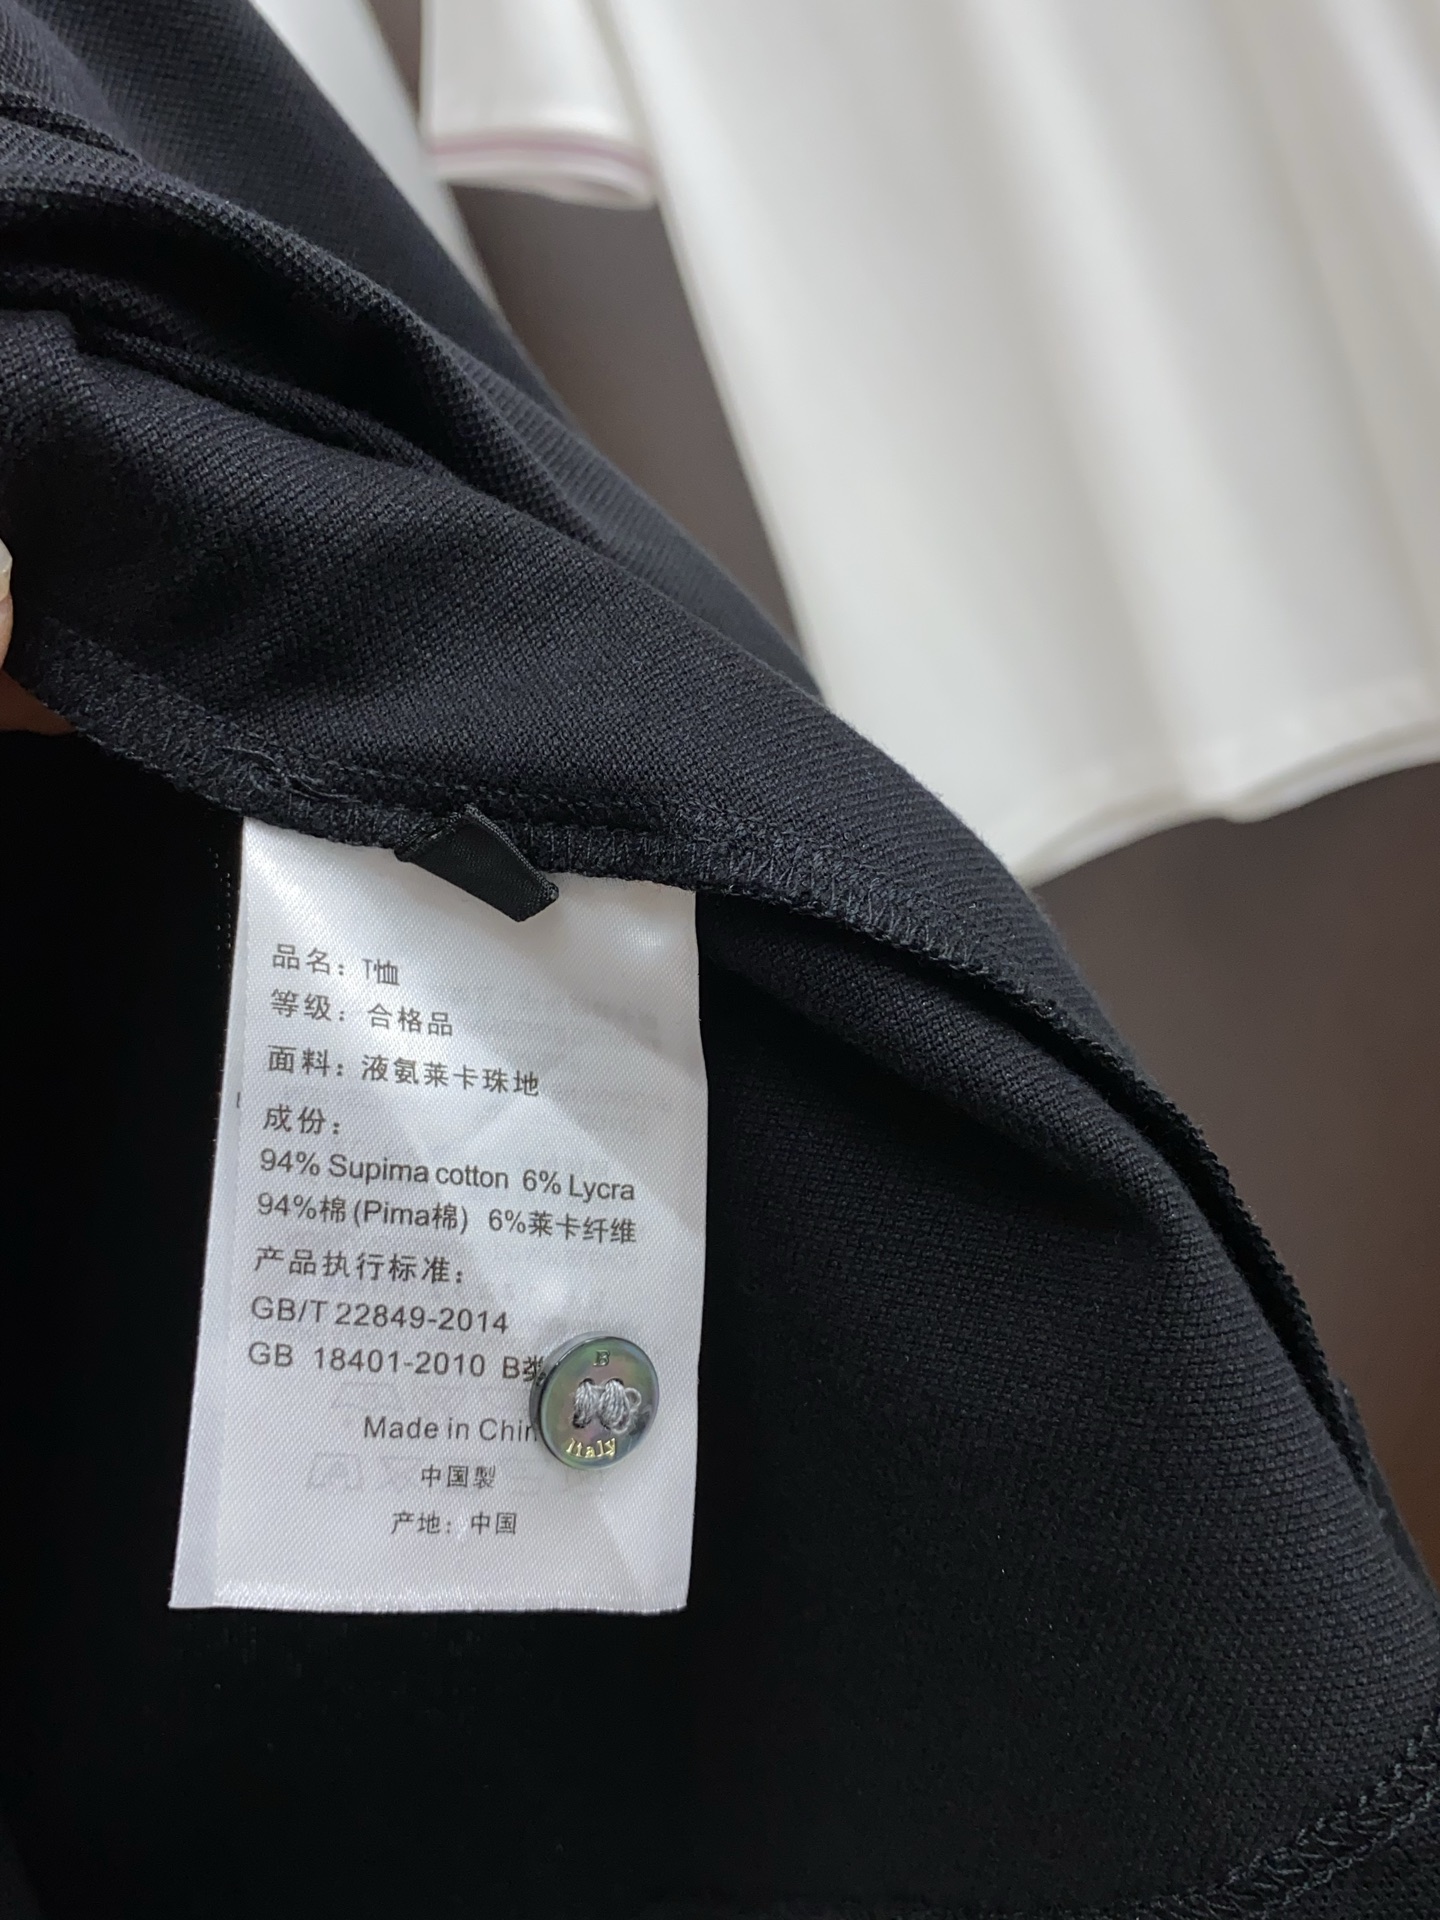 品名：T恤
等级：合格品
面料：液氨莱卡珠地
成份：
94% Supima cotton 6% Lycra
94%棉(Pima棉) 6%莱卡纤维
产品执行标准：
GB/T 22849-2014
GB 18401-2010 B类
Made in Chin
中国製
产地：中国
B
Italy